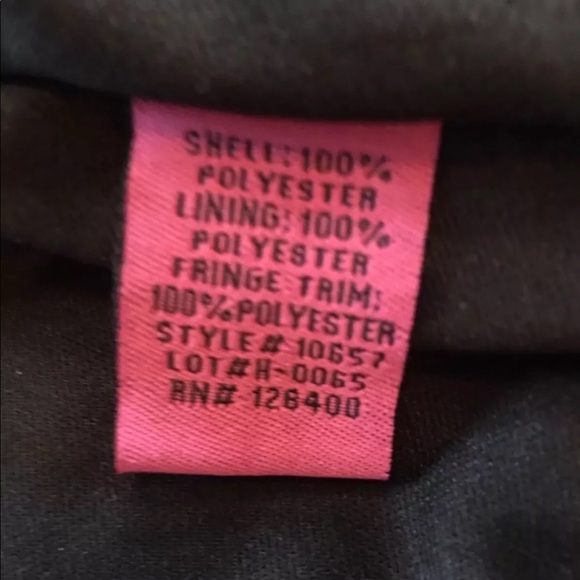 SHELL: 100%
POLYESTER
LINING: 100%
POLYESTER
FRINGE TRIM:
100% POLYESTER
STYLE# 10657
LOT#H-0065
RN# 126400